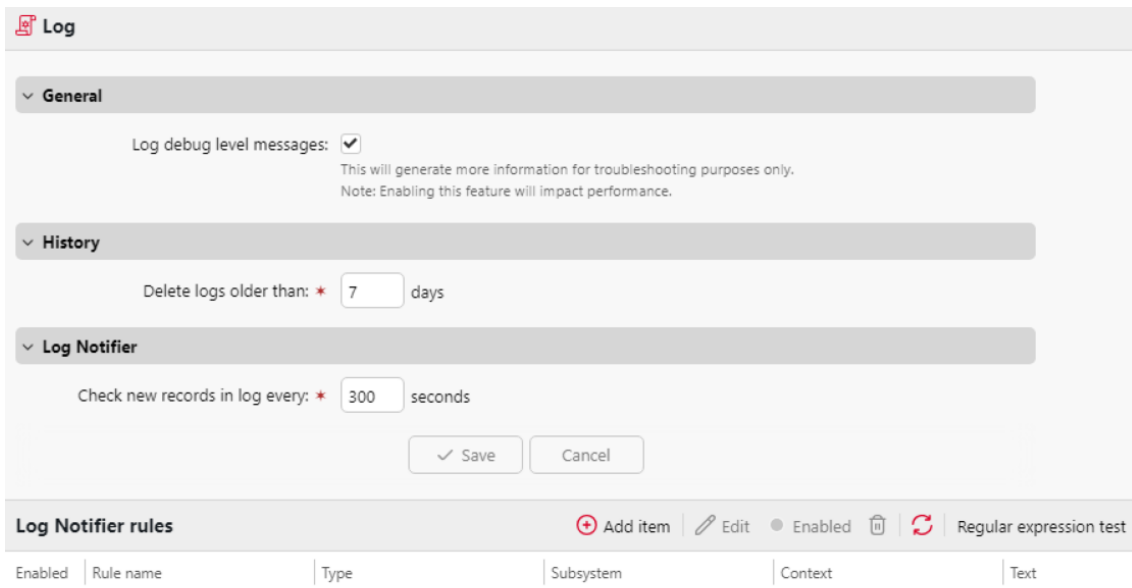 Log
General
Log debug level messages:
This will generate more information for troubleshooting purposes only.
Note: Enabling this feature will impact performance.
History
Delete logs older than: * 7 days
Log Notifier
Check new records in log every: * 300 seconds
Save Cancel
Log Notifier rules Add item Edit Enabled Regular expression test
Enabled Rule name Type Subsystem Context Text